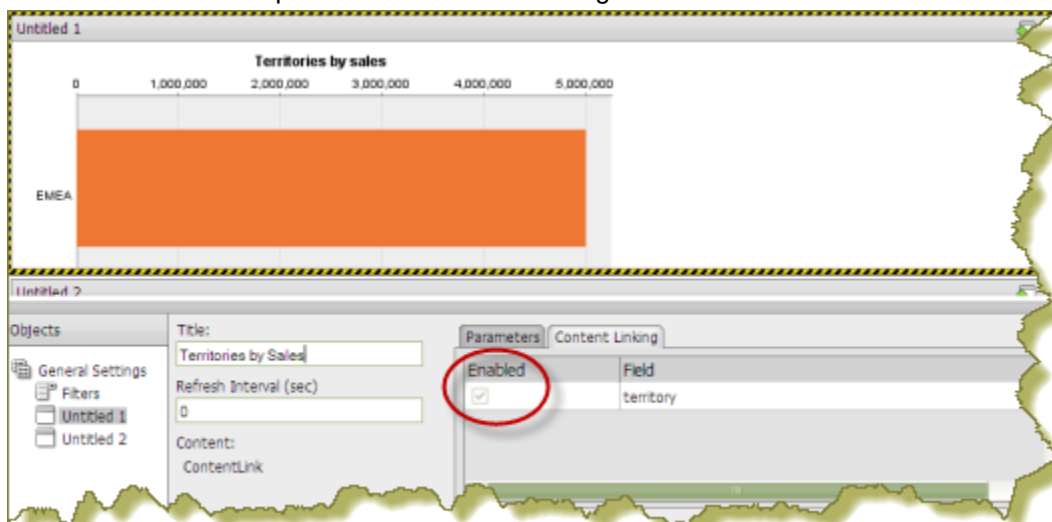 Untitled 1
Territories by sales
0 1,000,000 2,000,000 3,000,000 4,000,000 5,000,000
EMEA
Untitled 2
Objects
General Settings
Filters
Untitled 1
Untitled 2
Title:
Territories by Sales
Refresh Interval (sec)
0
Content:
ContentLink
Parameters Content Linking
Enabled Field
territory